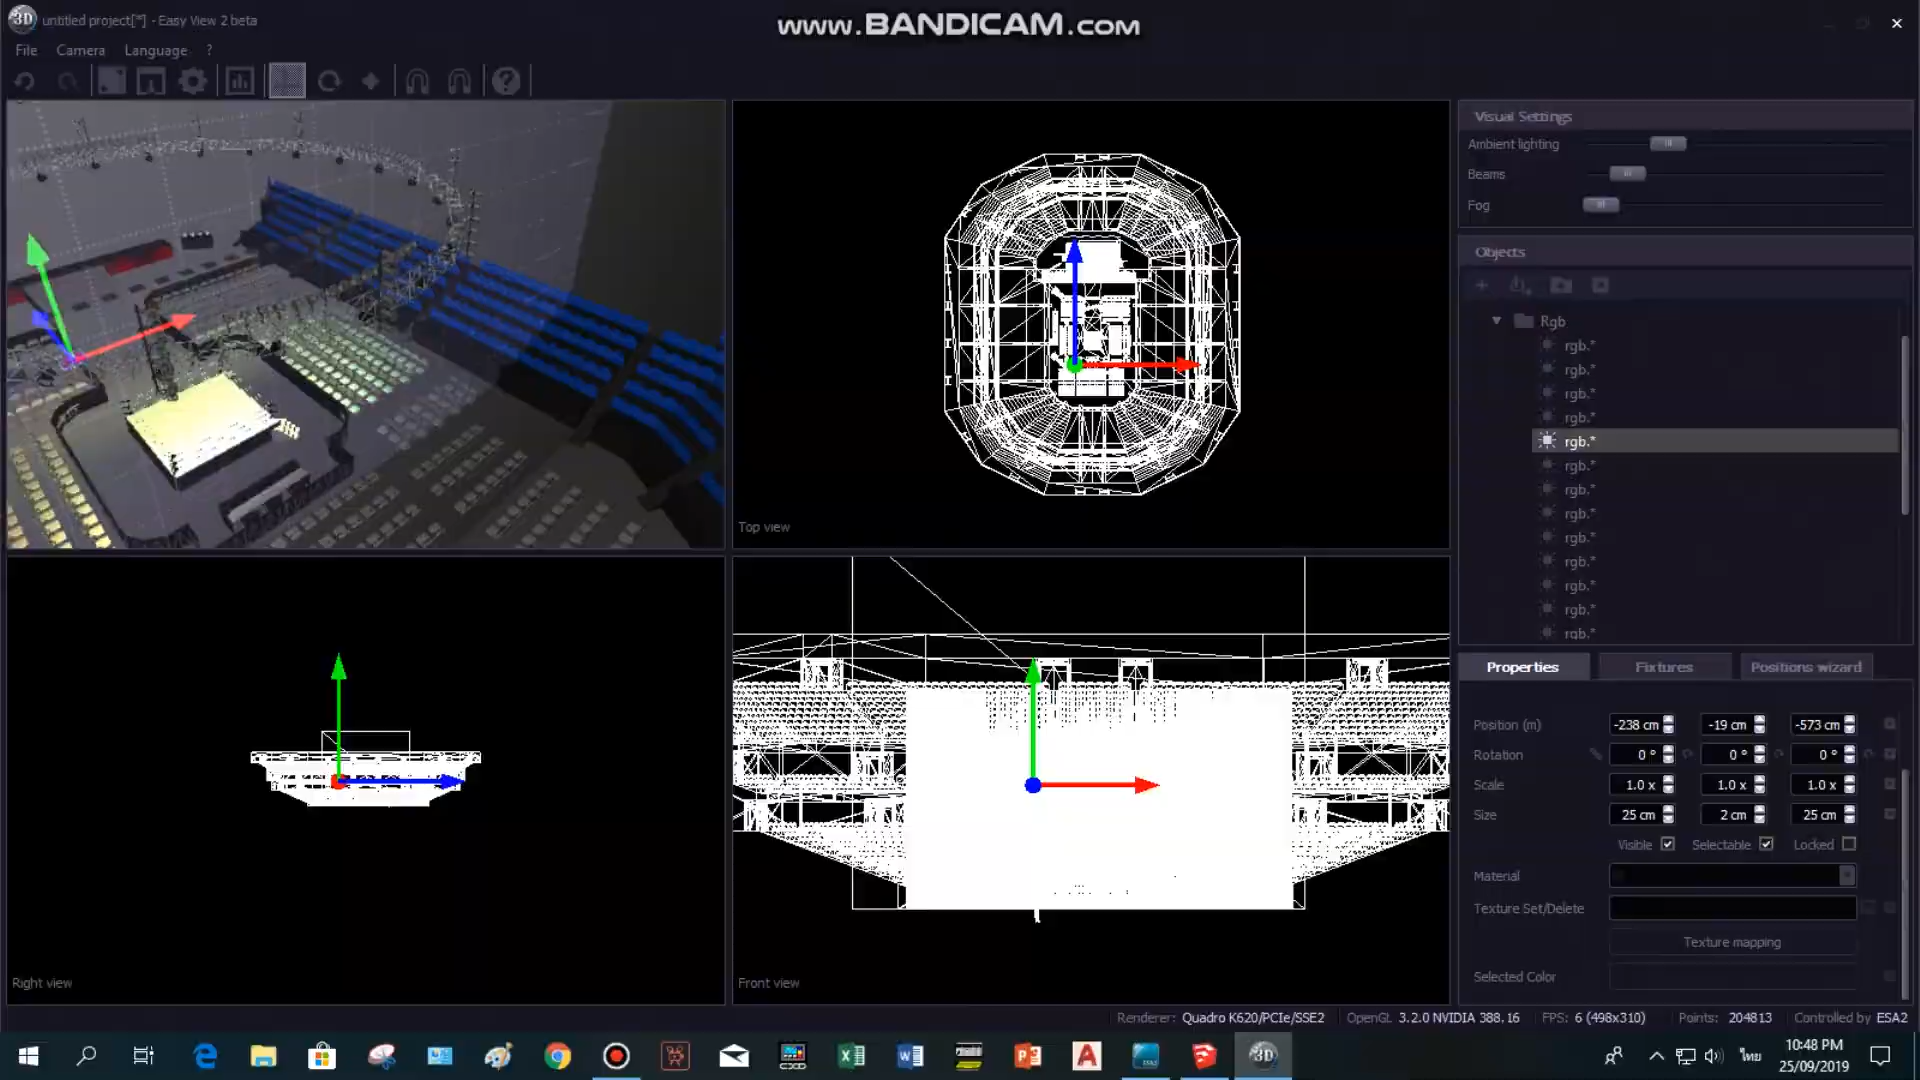 untitled project[*] - Easy View 2 beta
www.BANDICAM.com
File Camera Language ?
Visual Settings
Ambient lighting
Beams
Fog
Objects
Rgb
rgb.*
rgb.*
rgb.*
rgb.*
rgb.*
rgb.*
rgb.*
rgb.*
rgb.*
rgb.*
rgb.*
rgb.*
rgb.*
Top view
Right view
Front view
Properties Fixtures Positions wizard
Position (m) -238 cm -19 cm -573 cm
Rotation 0 ° 0 ° 0 °
Scale 1.0 x 1.0 x 1.0 x
Size 25 cm 2 cm 25 cm
Visible Selectable Locked
Material
Texture Set/Delete
Texture mapping
Selected Color
Renderer: Quadro K620/PCIe/SSE2 OpenGL 3.2.0 NVIDIA 388.16 FPS: 6 (498x310) Points: 204813 Controlled by ESA2
ไทย
10:48 PM
25/09/2019